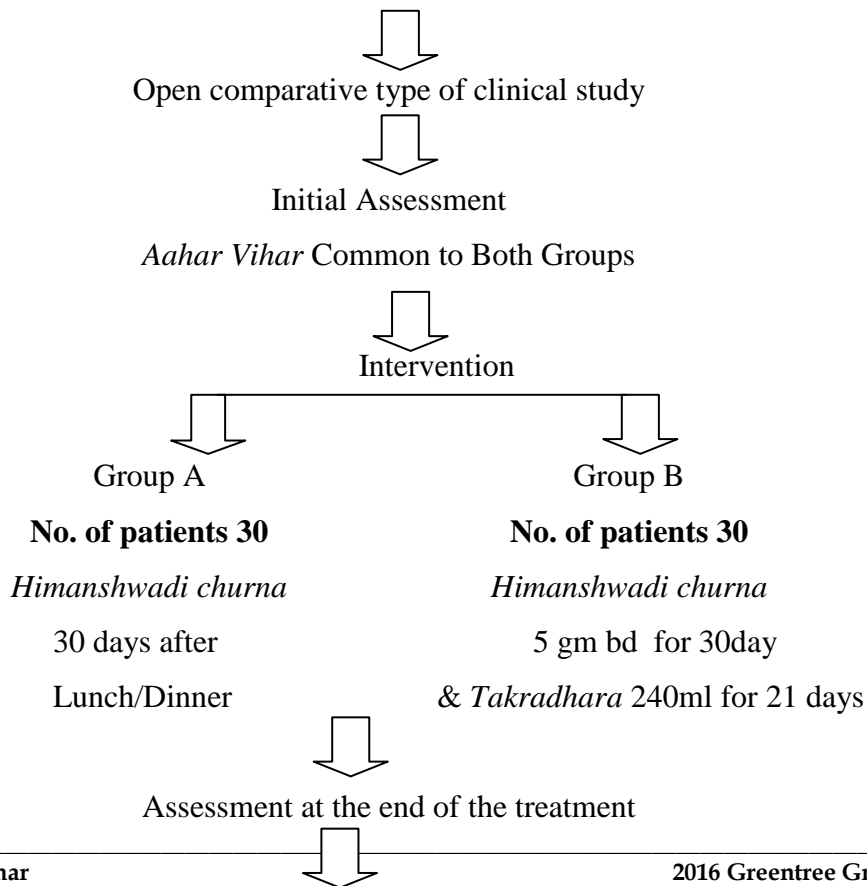 Open comparative type of clinical study
Initial Assessment
Aahar Vihar Common to Both Groups
Intervention
Group A
No. of patients 30
Himanshwadi churna
30 days after
Lunch/Dinner
Group B
No. of patients 30
Himanshwadi churna
5 gm bd for 30day
& Takradhara 240ml for 21 days
Assessment at the end of the treatment
2016 Greentree Gr